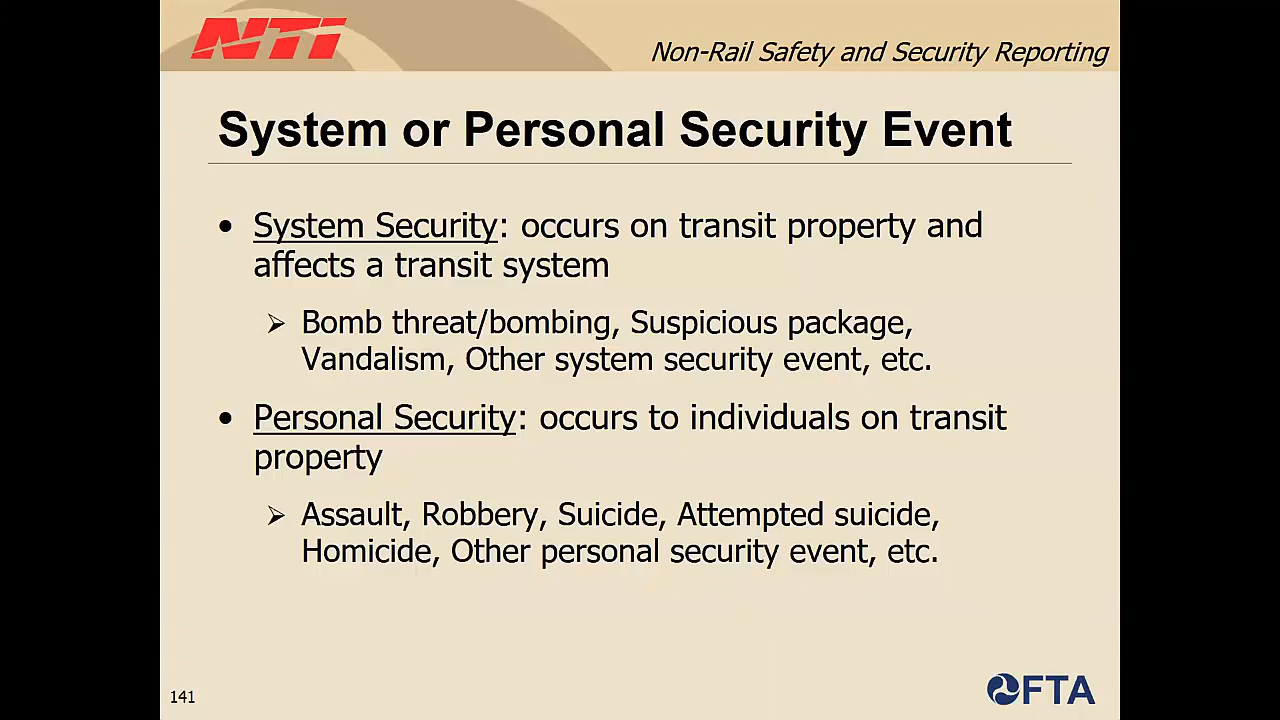 NTI
Non-Rail Safety and Security Reporting
System or Personal Security Event
• System Security: occurs on transit property and
affects a transit system
➢ Bomb threat/bombing, Suspicious package,
Vandalism, Other system security event, etc.
• Personal Security: occurs to individuals on transit
property
➢ Assault, Robbery, Suicide, Attempted suicide,
Homicide, Other personal security event, etc.
141
FTA